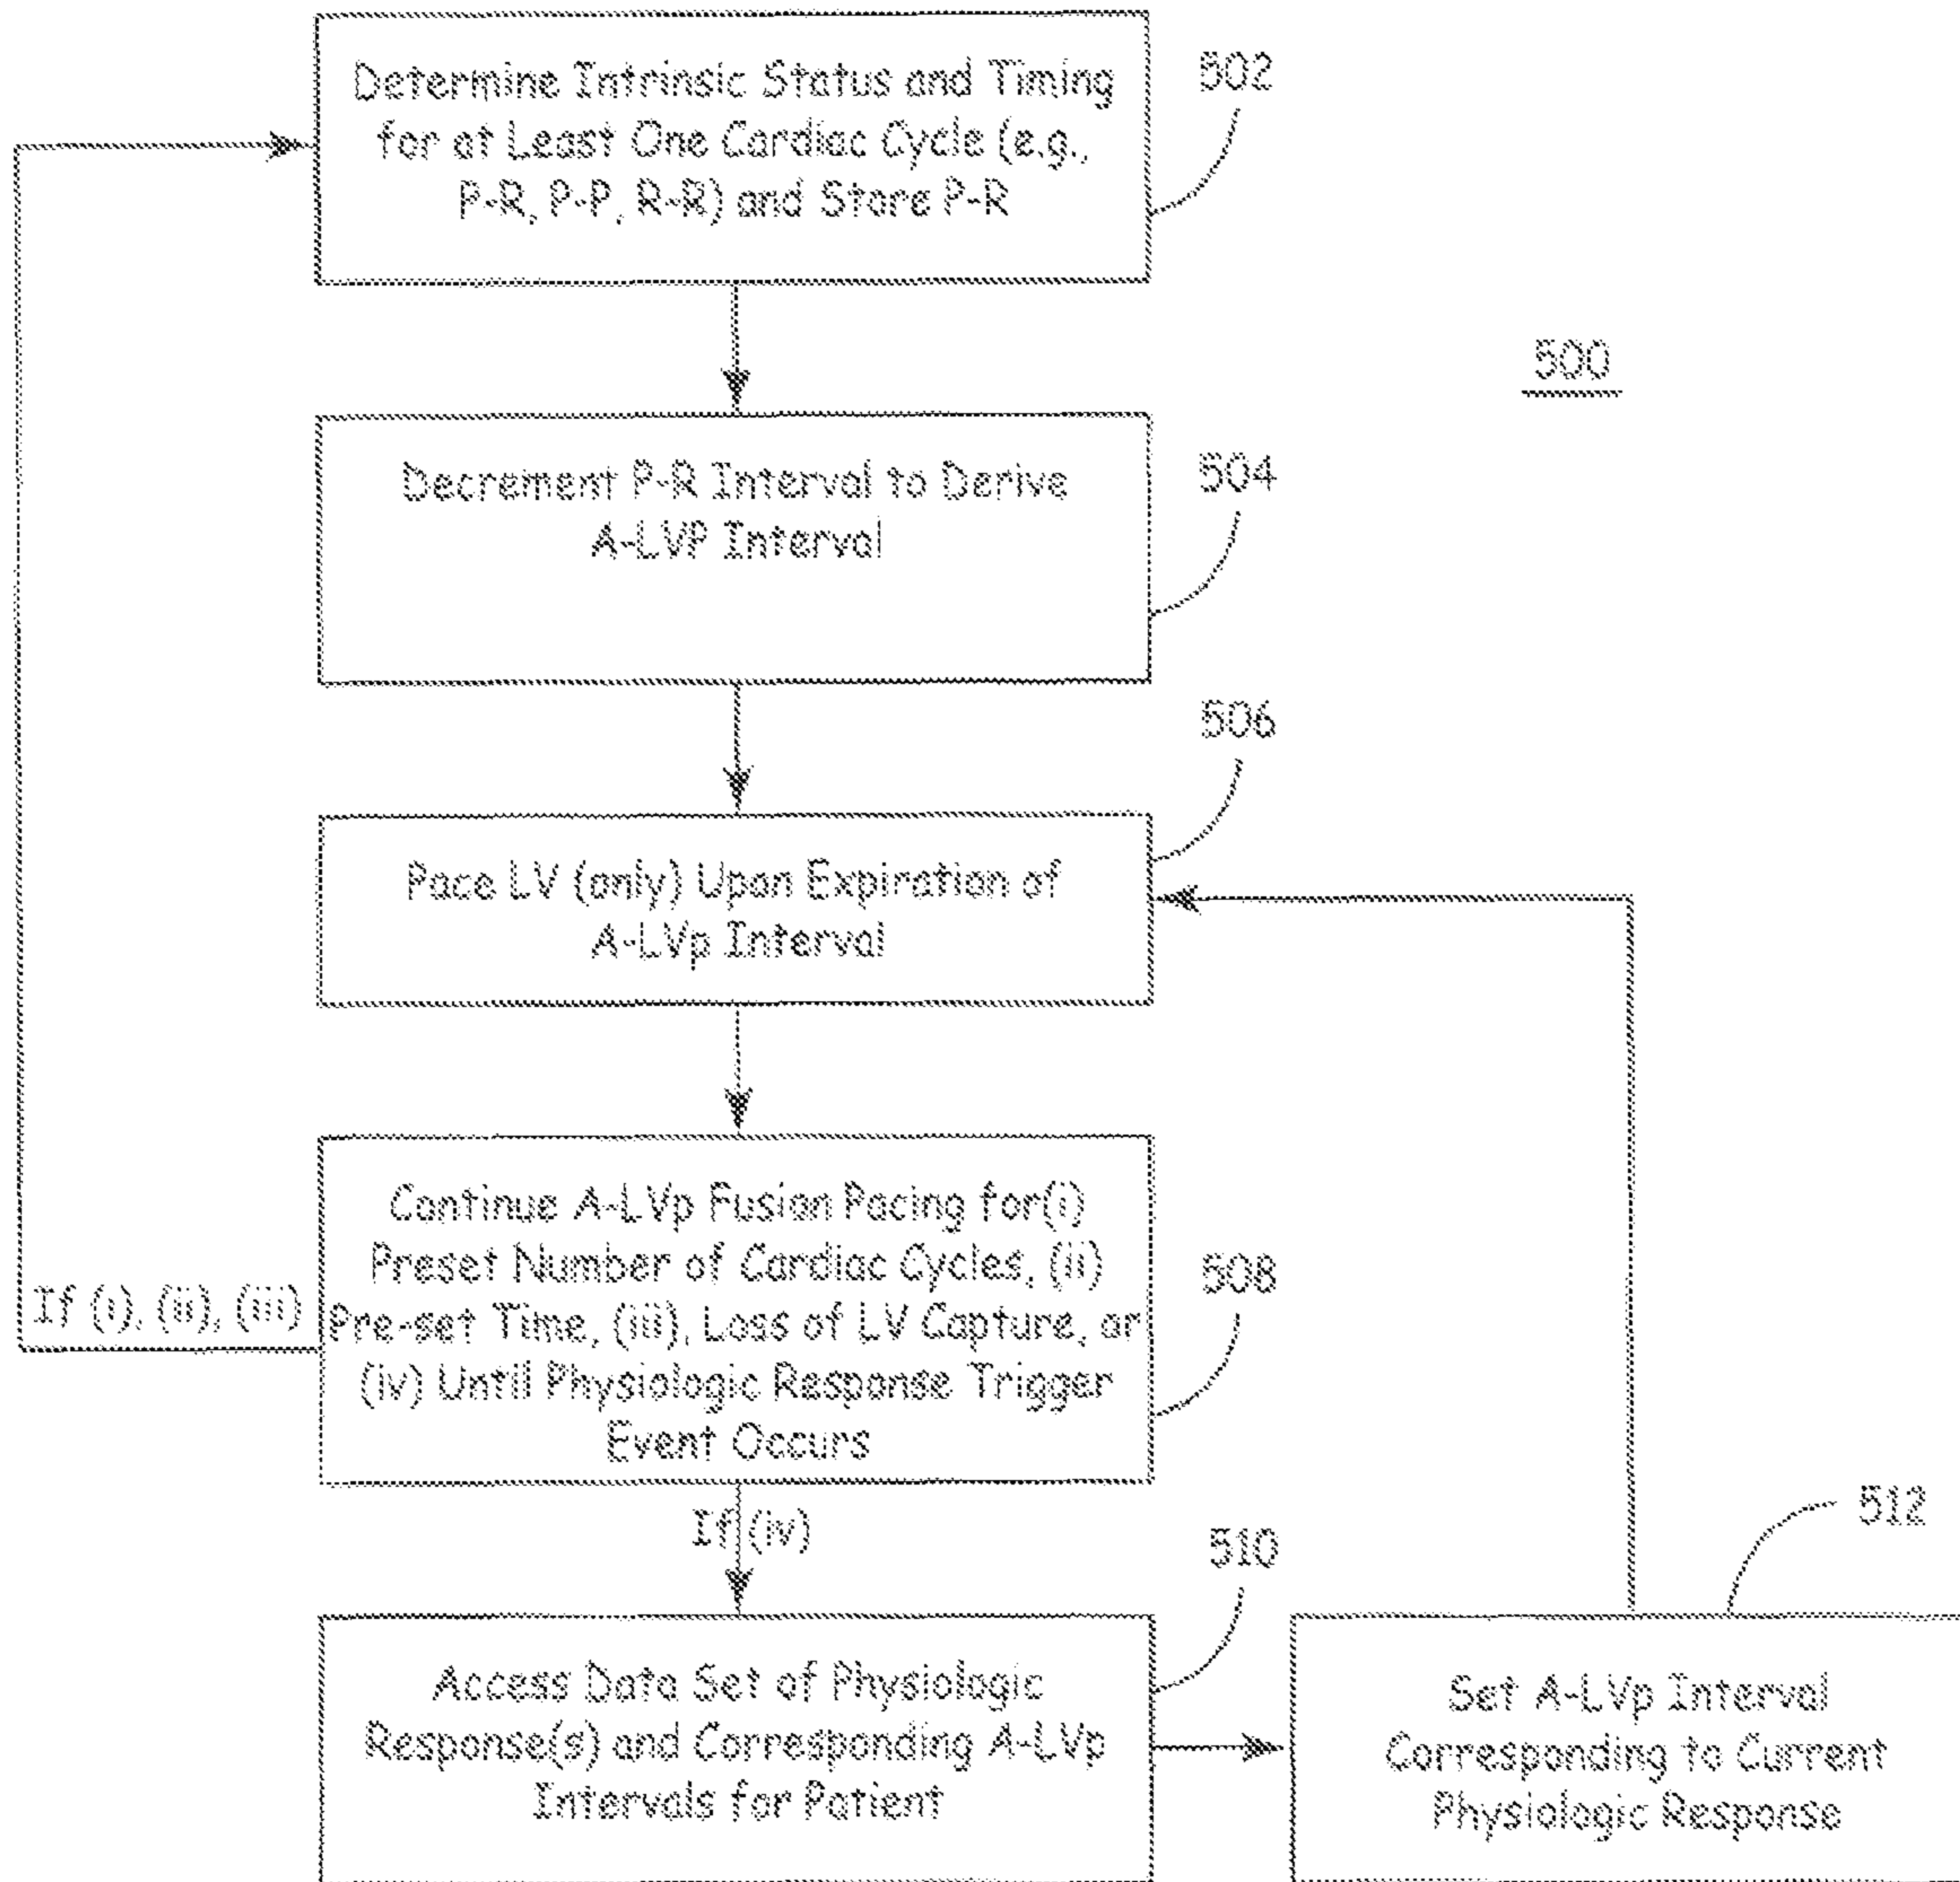 Determine Intrinsic Status and Timing
for at Least One Cardiac Cycle (e.g.,
P-R, P-P, R-R) and Store P-R
502
500
Decrement P-R Interval to Derive
A-LVP Interval
504
506
Pace LV (only) Upon Expiration of
A-LVp Interval
Continue A-LVp Fusion Pacing for(i)
Preset Number of Cardiac Cycles, (ii)
Pre-set Time, (iii), Loss of LV Capture, or
(iv) Until Physiologic Response Trigger
Event Occurs
508
If (i), (ii), (iii)
If (iv)
510
512
Access Data Set of Physiologic
Response(s) and Corresponding A-LVp
Intervals for Patient
Set A-LVp Interval
Corresponding to Current
Physiologic Response